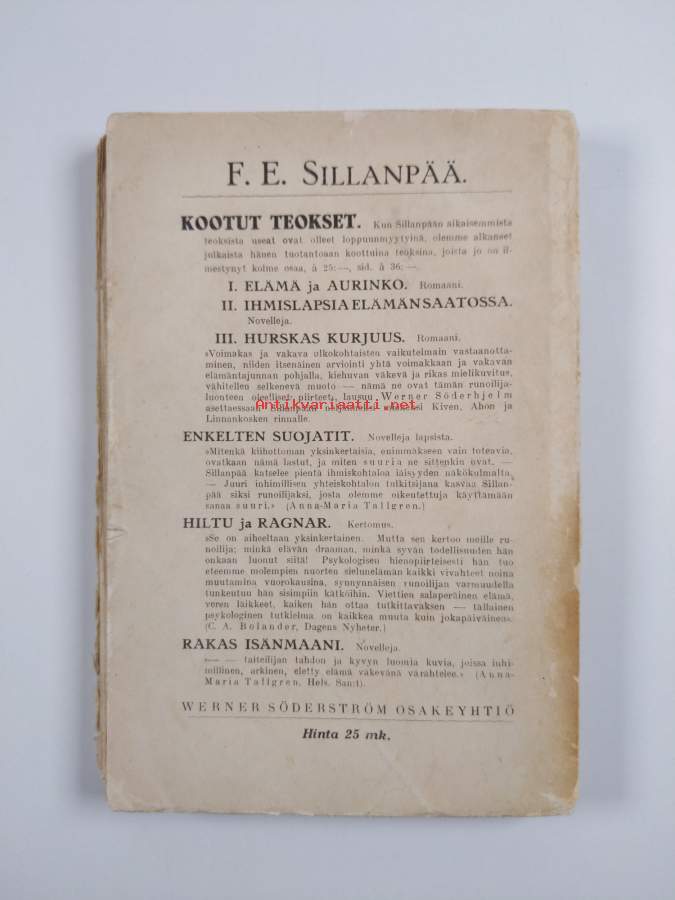 F. E. SILLANPÄÄ.
KOOTUT TEOKSET. Kun Sillanpään aikaisemmista
teoksista useat ovat olleet loppuunmyytyinä, olemme alkaneet
julkaista hänen tuotantoaan koottuina teoksina, joista jo on il-
mestynyt kolme osaa, à 25:—, sid. à 36:—.
I. ELÄMÄ ja AURINKO. Romaani.
II. IHMISLAPSIA ELÄMÄN SAATOSSA.
Novelleja.
III. HURSKAS KURJUUS. Romaani.
»Voimakas ja vakava ulkokohtaisten vaikutelmain vastaanotta-
minen, niiden itsenäinen arviointi yhtä voimakkaan ja vakavan
elämäntajunnan pohjalla, kiehuvan väkevä ja rikas mielikuvitus,
vähitellen selkenevä muoto — nämä ne ovat tämän runoilija-
luonteen oleelliset piirteet, lausuu Werner Söderhjelm
asettaessaan Sillanpään neljänneksi mieheksi Kiven, Ahon ja
Linnankosken rinnalle.
Antikvariaatti.net
ENKELTEN SUOJATIT. Novelleja lapsista.
»Mitenkä kiihottoman yksinkertaisia, enimmäkseen vain toteavia,
ovatkaan nämä lastut, ja miten suuria ne sittenkin ovat. —
Sillanpää katselee pientä ihmiskohtaloa iäisyyden näkökulmalta.
— Juuri inhimillisen yhteiskohtalon tulkitsijana kasvaa Sillan-
pää siksi runoilijaksi, josta olemme oikeutettuja käyttämään
sanaa suuri.» (Anna-Maria Tallgren.)
HILTU ja RAGNAR. Kertomus.
»Se on aiheeltaan yksinkertainen. Mutta sen kertoo meille ru-
noilija; minkä elävän draaman, minkä syvän todellisuuden hän
onkaan luonut siitä! Psykologisen hienopiirteisesti hän tuo
eteemme molempien nuorten sielunelämän kaikki vivahteet noina
muutamina vuorokausina, synnynnäisen runoilijan varmuudella
tunkeutuu hän sisimpiin kätköihin. Viettien salaperäinen elämä,
veren läikkeet, kaiken hän ottaa tutkittavaksen — tällainen
psykologinen tutkielma on kaikkea muuta kuin jokapäiväinen».
(C. A. Bolander, Dagens Nyheter.)
RAKAS ISÄNMAANI. Novelleja.
»— — taiteilijan tahdon ja kyvyn luomia kuvia, joissa inhi-
millinen, arkinen, eletty elämä väkevänä värähtelee.» (Anna-
Maria Tallgren, Hels. San:t).
WERNER SÖDERSTRÖM OSAKEYHTIÖ
Hinta 25 mk.